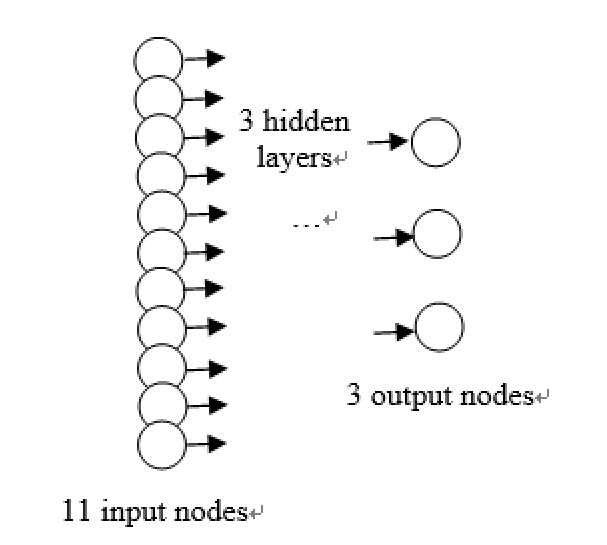 3 hidden
layers↵
...↵
3 output nodes↵
11 input nodes↵